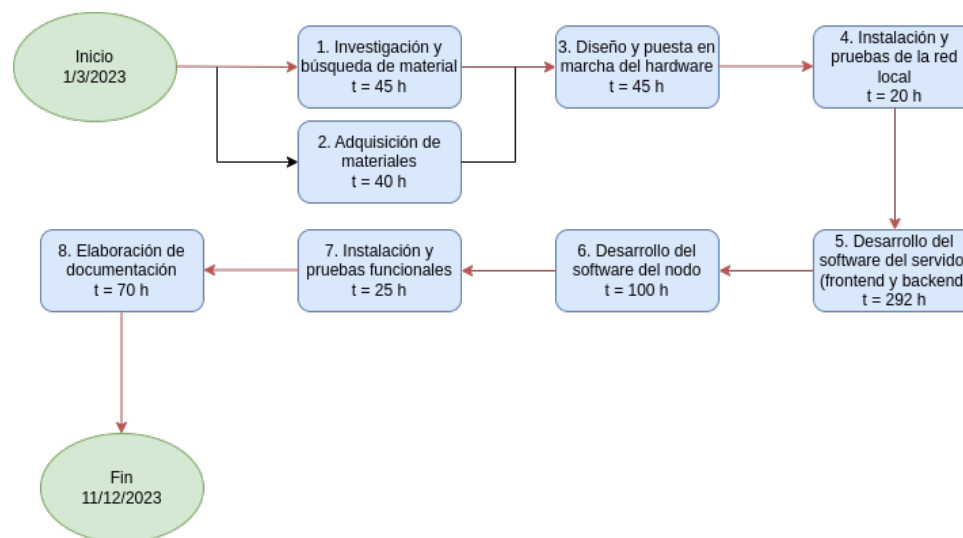 Inicio
1/3/2023
1. Investigación y
búsqueda de material
t = 45 h
2. Adquisición de
materiales
t = 40 h
3. Diseño y puesta en
marcha del hardware
t = 45 h
4. Instalación y
pruebas de la red
local
t = 20 h
5. Desarrollo del
software del servido
(frontend y backend
t = 292 h
6. Desarrollo del
software del nodo
t = 100 h
7. Instalación y
pruebas funcionales
t = 25 h
8. Elaboración de
documentación
t = 70 h
Fin
11/12/2023